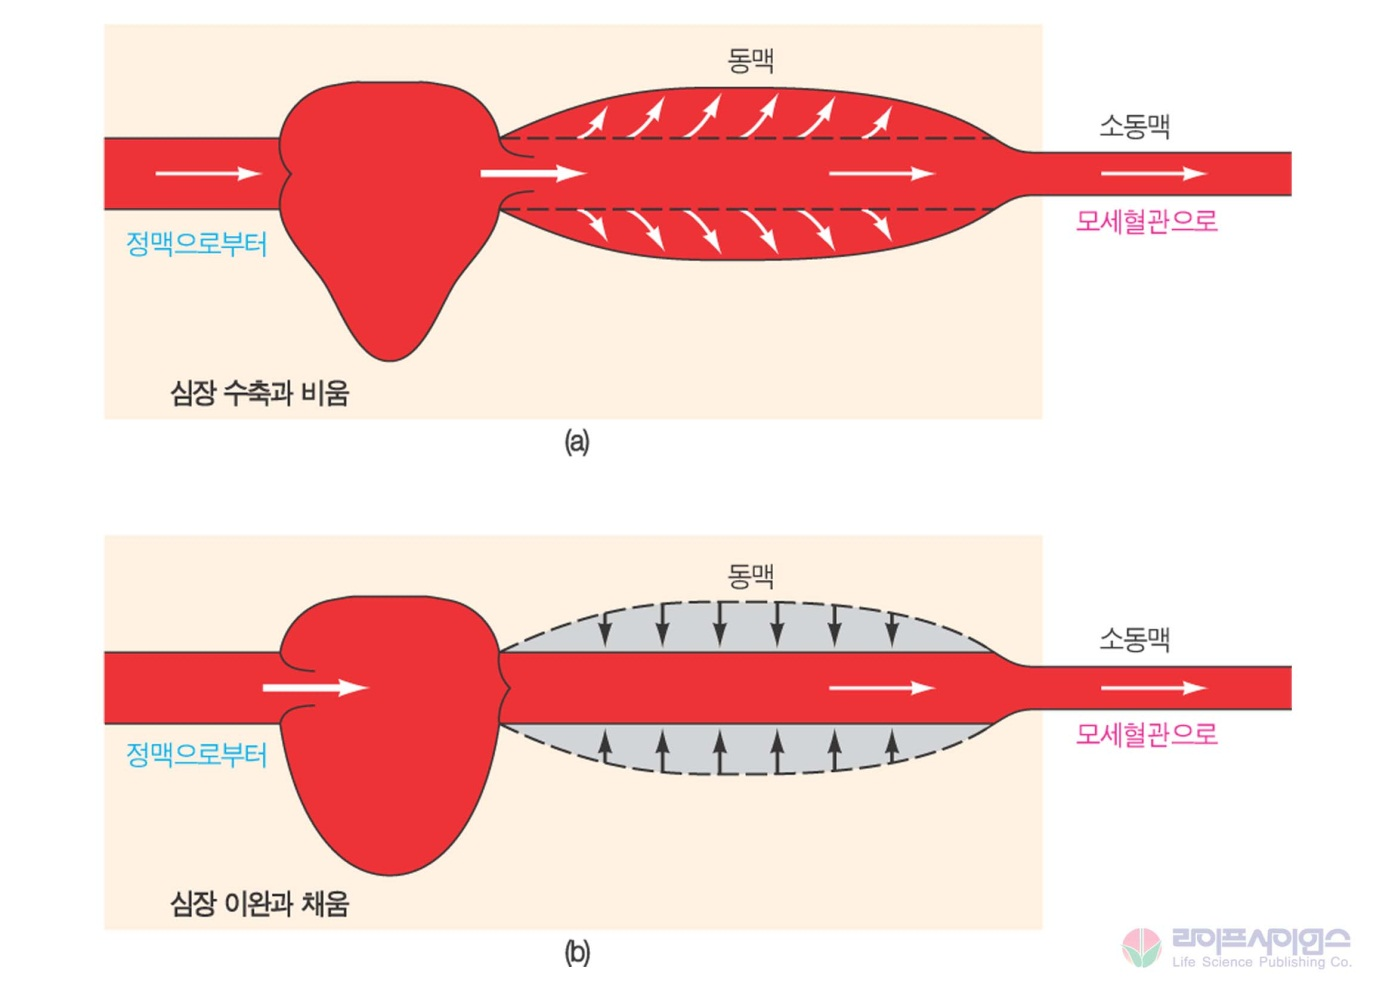 동맥
소동맥
정맥으로부터
모세혈관으로
심장 수축과 비움
(a)
동맥
소동맥
정맥으로부터
모세혈관으로
심장 이완과 채움
(b)
라이프사이언스
Life Science Publishing Co.